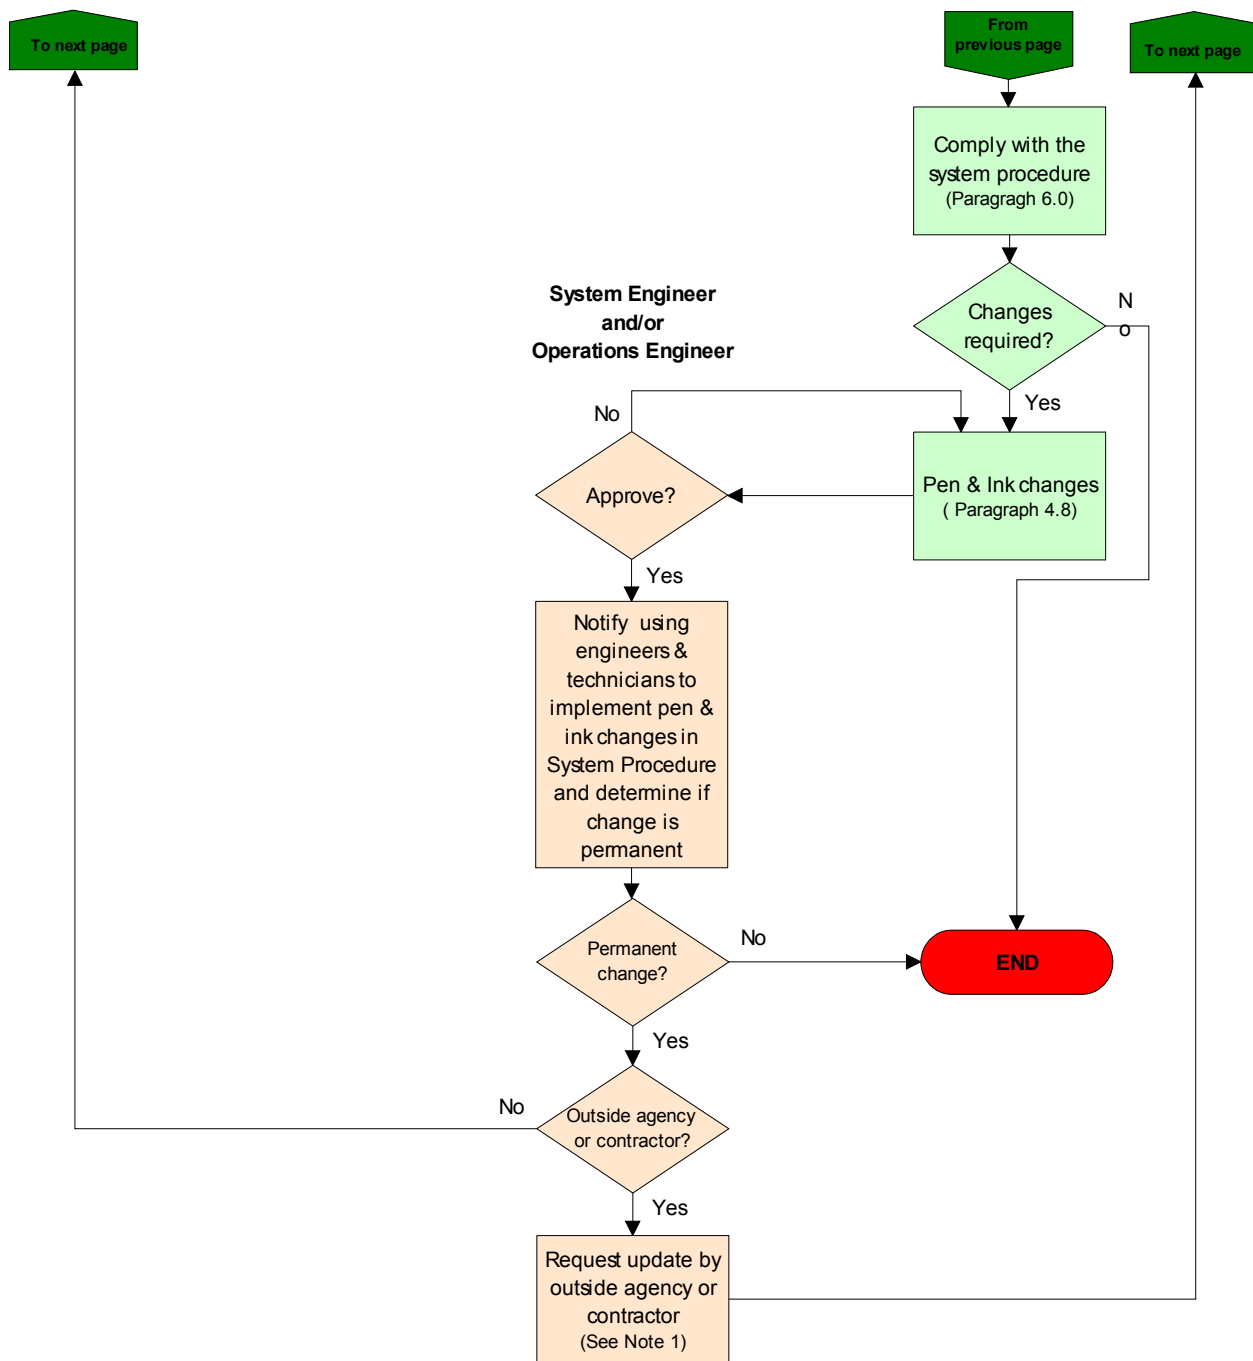 To next page
From
previous page
To next page
Comply with the
system procedure
(Paragragh 6.0)
System Engineer
and/or
Operations Engineer
Changes
required?
N
o
Yes
No
Approve?
Pen & Ink changes
( Paragraph 4.8)
Yes
Notify using
engineers &
technicians to
implement pen &
ink changes in
System Procedure
and determine if
change is
permanent
Permanent
change?
No
END
Yes
No
Outside agency
or contractor?
Yes
Request update by
outside agency or
contractor
(See Note 1)